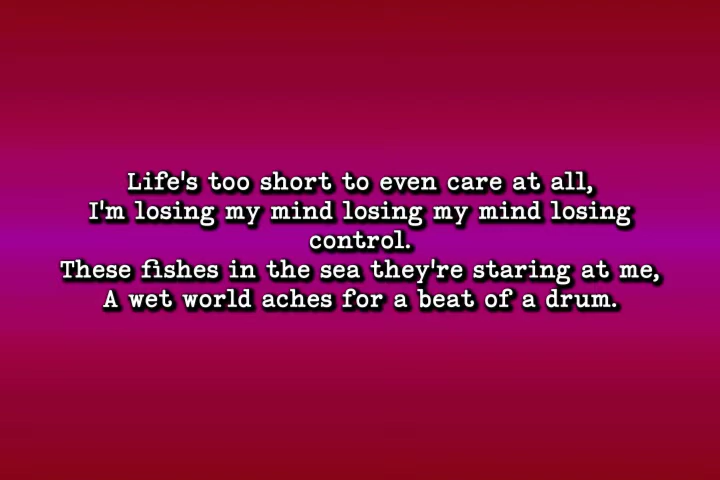 Life's too short to even care at all,
I'm losing my mind losing my mind losing
control.
These fishes in the sea they're staring at me,
A wet world aches for a beat of a drum.